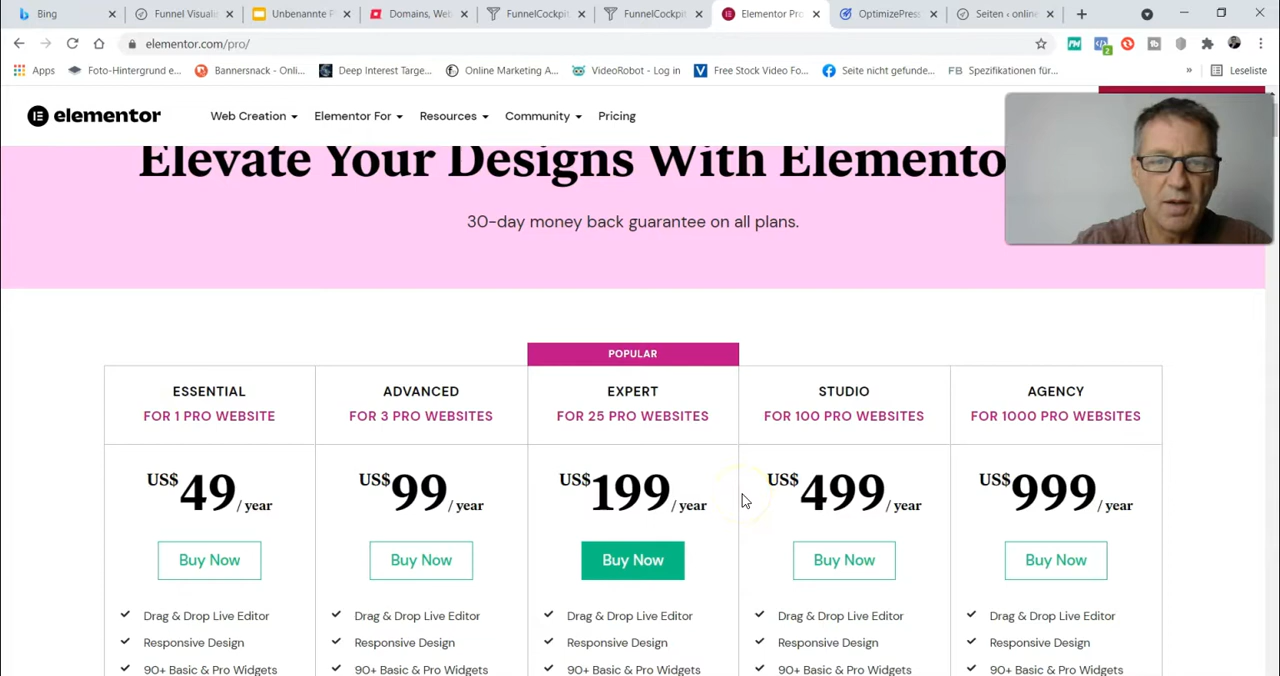 Bing
Funnel Visualis
Unbenannte P
Domains, Web
FunnelCockpit
FunnelCockpit
Elementor Pro
OptimizePress
Seiten ‹ online
elementor.com/pro/
Apps
Foto-Hintergrund e...
Bannersnack - Onli...
Deep Interest Targe...
Online Marketing A...
VideoRobot - Log in
Free Stock Video Fo...
Seite nicht gefunde...
FB Spezifikationen für...
»
Leseliste
elementor
Web Creation
Elementor For
Resources
Community
Pricing
Elevate Your Designs With Elemento
30-day money back guarantee on all plans.
POPULAR
ESSENTIAL
FOR 1 PRO WEBSITE
US$49/ year
Buy Now
Drag & Drop Live Editor
Responsive Design
90+ Basic & Pro Widgets
ADVANCED
FOR 3 PRO WEBSITES
US$99/ year
Buy Now
Drag & Drop Live Editor
Responsive Design
90+ Basic & Pro Widgets
EXPERT
FOR 25 PRO WEBSITES
US$199/ year
Buy Now
Drag & Drop Live Editor
Responsive Design
90+ Basic & Pro Widgets
STUDIO
FOR 100 PRO WEBSITES
US$499/ year
Buy Now
Drag & Drop Live Editor
Responsive Design
90+ Basic & Pro Widgets
AGENCY
FOR 1000 PRO WEBSITES
US$999/ year
Buy Now
Drag & Drop Live Editor
Responsive Design
90+ Basic & Pro Widgets